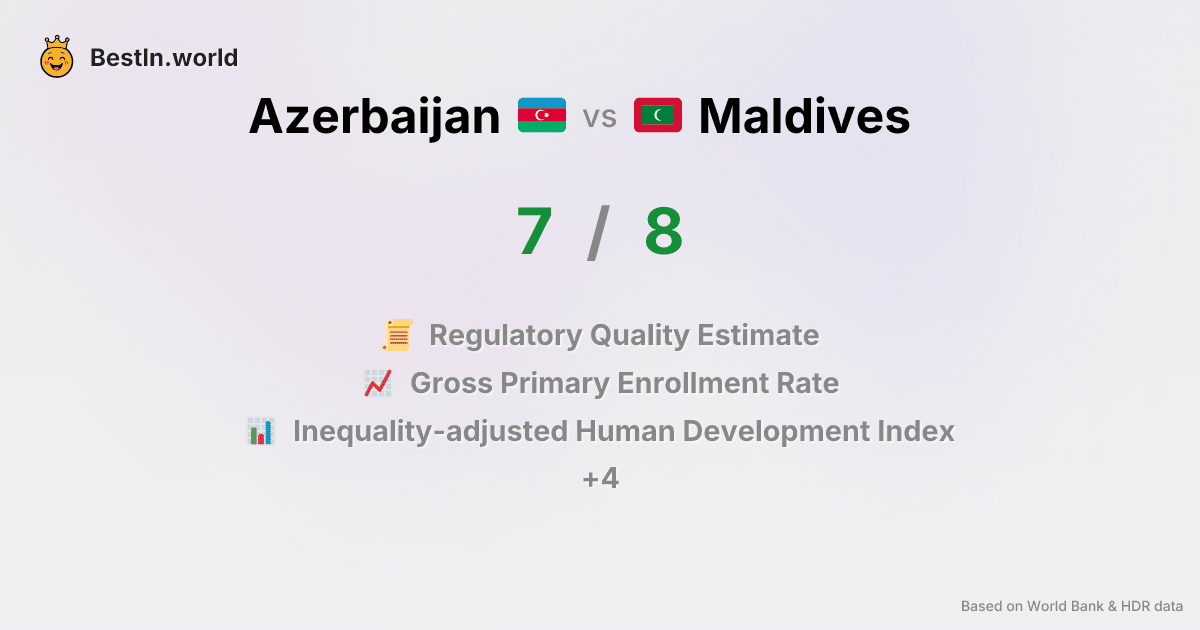 BestIn.world
Azerbaijan vs Maldives
7 / 8
Regulatory Quality Estimate
Gross Primary Enrollment Rate
Inequality-adjusted Human Development Index
+4
Based on World Bank & HDR data